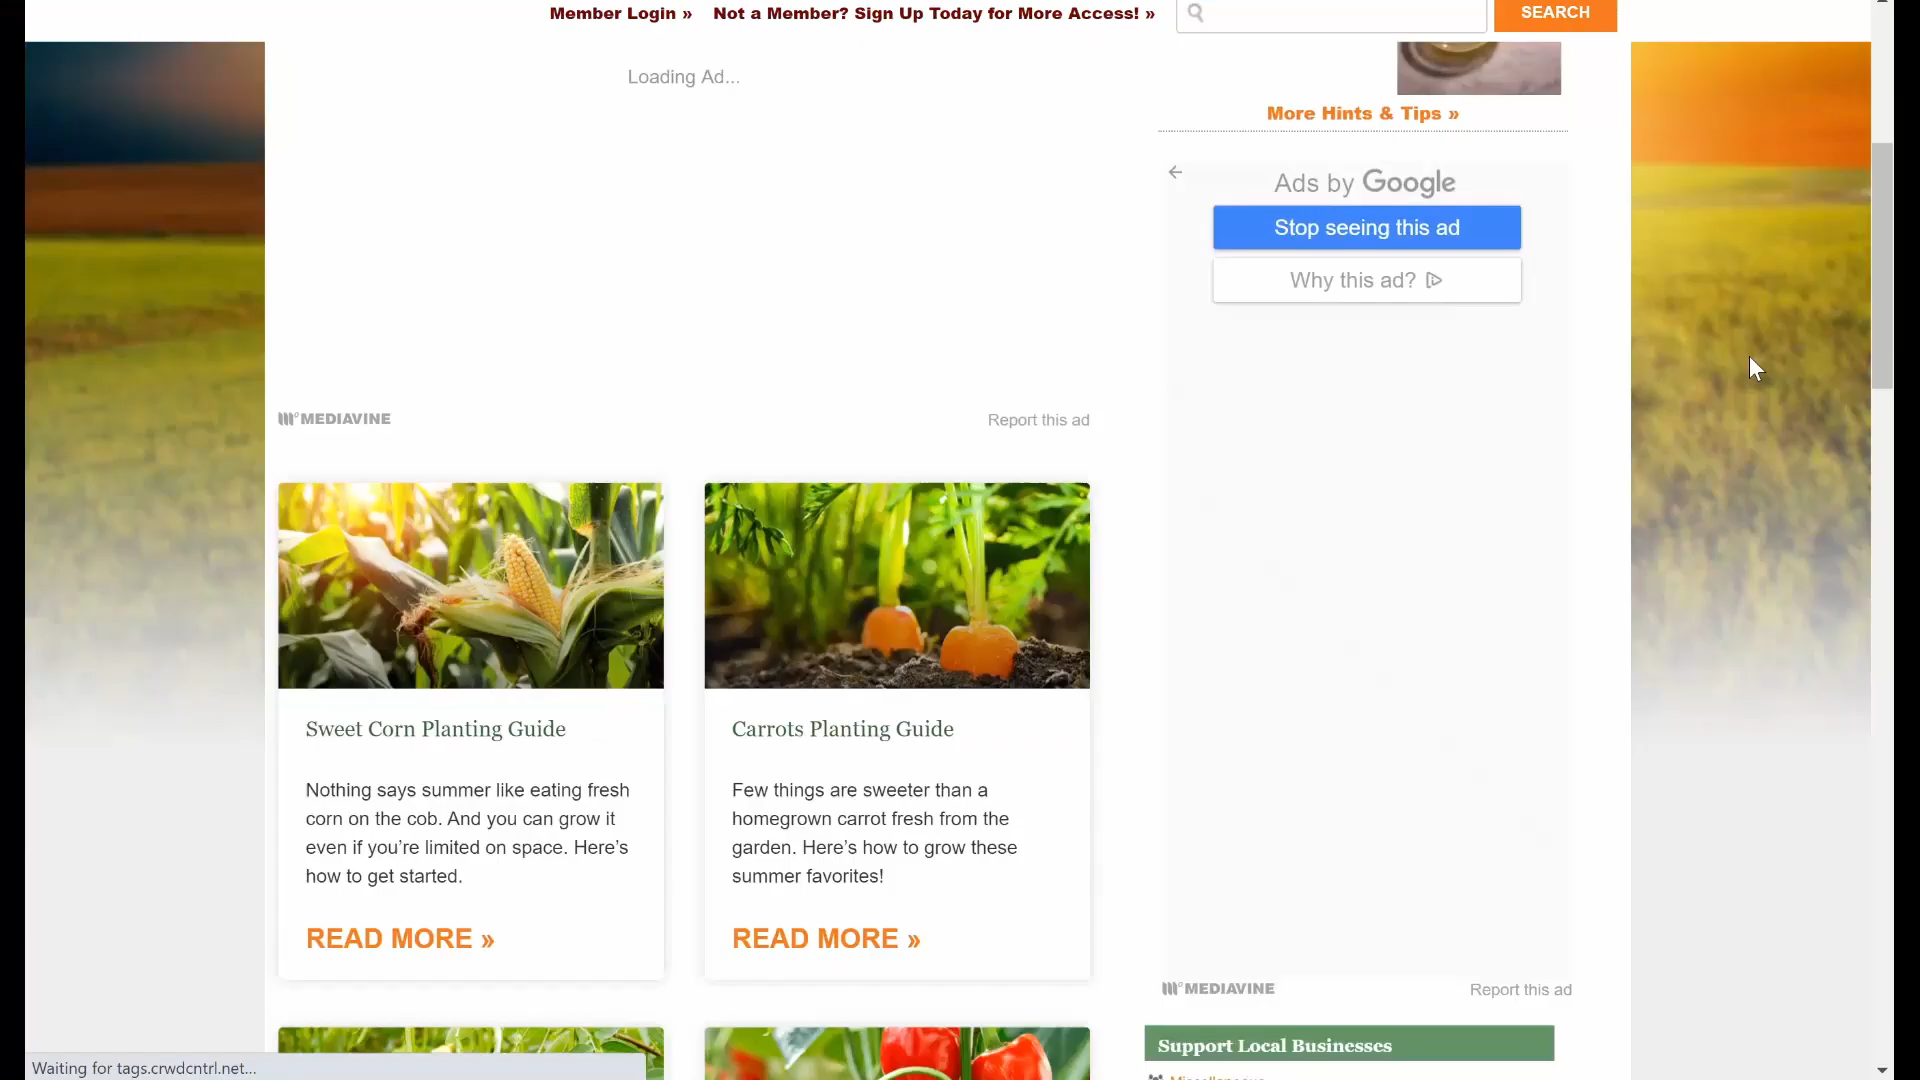 Member Login » Not a Member? Sign Up Today for More Access! » SEARCH
Loading Ad...
More Hints & Tips »
Ads by Google
Stop seeing this ad
Why this ad?
MEDIAVINE Report this ad
Sweet Corn Planting Guide
Nothing says summer like eating fresh
corn on the cob. And you can grow it
even if you’re limited on space. Here’s
how to get started.
READ MORE »
Carrots Planting Guide
Few things are sweeter than a
homegrown carrot fresh from the
garden. Here’s how to grow these
summer favorites!
READ MORE »
MEDIAVINE Report this ad
Support Local Businesses
Miscellaneous
Waiting for tags.crwdcntrl.net...